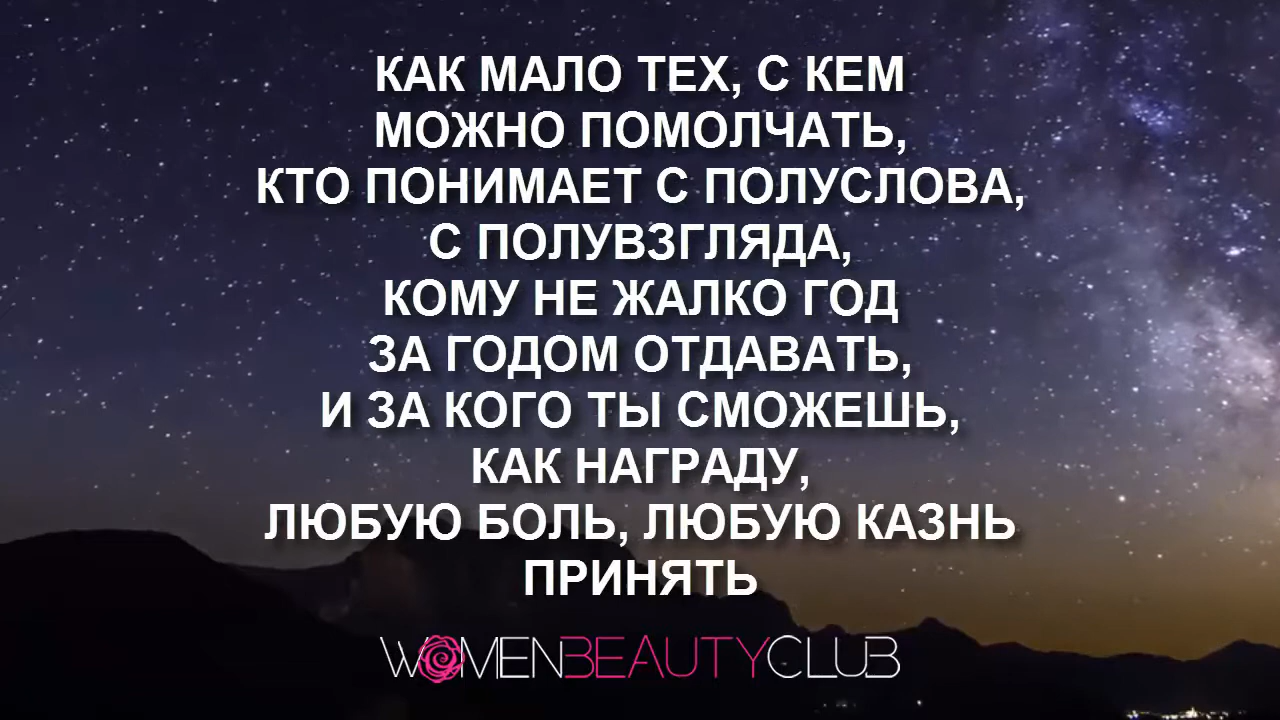 КАК МАЛО ТЕХ, С КЕМ
МОЖНО ПОМОЛЧАТЬ,
КТО ПОНИМАЕТ С ПОЛУСЛОВА,
С ПОЛУВЗГЛЯДА,
КОМУ НЕ ЖАЛКО ГОД
ЗА ГОДОМ ОТДАВАТЬ,
И ЗА КОГО ТЫ СМОЖЕШЬ,
КАК НАГРАДУ,
ЛЮБУЮ БОЛЬ, ЛЮБУЮ КАЗНЬ
ПРИНЯТЬ
WOMENBEAUTYCLUB